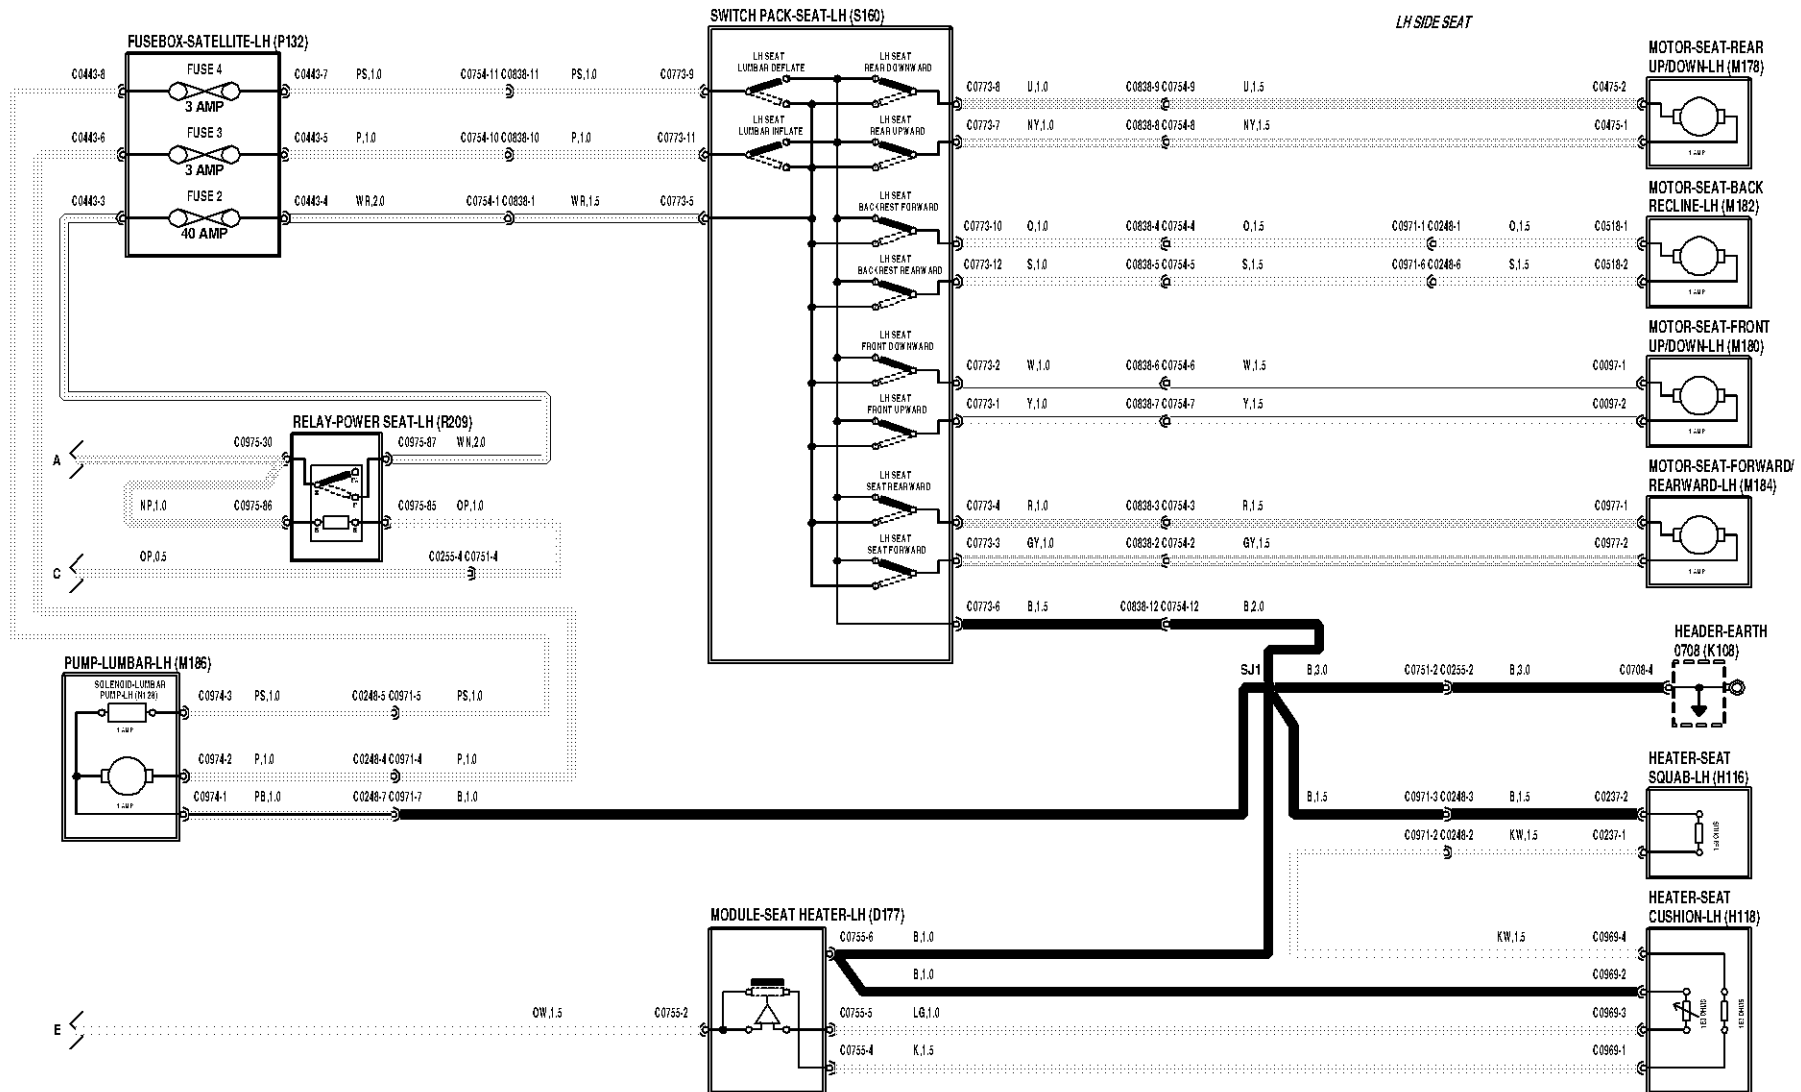 SWITCH PACK-SEAT-LH (S160)
LH SIDE SEAT
FUSEBOX-SATELLITE-LH (P132)
C0443-8
FUSE 4
3 AMP
C0443-7
PS,1.0
C0754-11 C0838-11
PS,1.0
C0773-9
C0443-6
FUSE 3
3 AMP
C0443-5
P,1.0
C0754-10 C0838-10
P,1.0
C0773-11
C0443-3
FUSE 2
40 AMP
C0443-4
WR,2.0
C0754-1 C0838-1
WR,1.5
C0773-5
LH SEAT
LUMBAR DEFLATE
LH SEAT
REAR DOWNWARD
LH SEAT
LUMBAR INFLATE
LH SEAT
REAR UPWARD
LH SEAT
BACKREST FORWARD
LH SEAT
BACKREST REARWARD
LH SEAT
FRONT DOWNWARD
LH SEAT
FRONT UPWARD
LH SEAT
SEAT REARWARD
LH SEAT
SEAT FORWARD
MOTOR-SEAT-REAR
UP/DOWN-LH (M178)
C0773-8
U,1.0
C0838-9 C0754-9
U,1.5
C0475-2
C0773-7
NY,1.0
C0838-8 C0754-8
NY,1.5
C0475-1
1 AMP
MOTOR-SEAT-BACK
RECLINE-LH (M182)
C0773-10
O,1.0
C0838-4 C0754-4
O,1.5
C0971-1 C0248-1
O,1.5
C0518-1
C0773-12
S,1.0
C0838-5 C0754-5
S,1.5
C0971-6 C0248-6
S,1.5
C0518-2
1 AMP
MOTOR-SEAT-FRONT
UP/DOWN-LH (M180)
C0773-2
W,1.0
C0838-6 C0754-6
W,1.5
C0097-1
C0773-1
Y,1.0
C0838-7 C0754-7
Y,1.5
C0097-2
1 AMP
MOTOR-SEAT-FORWARD/
REARWARD-LH (M184)
C0773-4
R,1.0
C0838-3 C0754-3
R,1.5
C0977-1
C0773-3
GY,1.0
C0838-2 C0754-2
GY,1.5
C0977-2
1 AMP
C0773-6
B,1.5
C0838-12 C0754-12
B,2.0
RELAY-POWER SEAT-LH (R209)
A
C0975-30
C0975-87
WN,2.0
NP,1.0
C0975-86
C0975-85
OP,1.0
C
OP,0.5
C0255-4 C0751-4
HEADER-EARTH
0708 (K108)
SJ1
B,3.0
C0751-2 C0255-2
B,3.0
C0708-4
PUMP-LUMBAR-LH (M186)
SOLENOID-LUMBAR
PUMP-LH (N128)
1 AMP
C0974-3
PS,1.0
C0248-5 C0971-5
PS,1.0
C0974-2
P,1.0
C0248-4 C0971-4
P,1.0
1 AMP
C0974-1
PB,1.0
C0248-7 C0971-7
B,1.0
HEATER-SEAT
SQUAB-LH (H116)
B,1.5
C0971-3 C0248-3
B,1.5
C0237-2
C0971-2 C0248-2
KW,1.5
C0237-1
MODULE-SEAT HEATER-LH (D177)
HEATER-SEAT
CUSHION-LH (H118)
C0755-6
B,1.0
KW,1.5
C0969-4
B,1.0
C0969-2
E
OW,1.5
C0755-2
C0755-5
LG,1.0
C0969-3
C0755-4
K,1.5
C0969-1